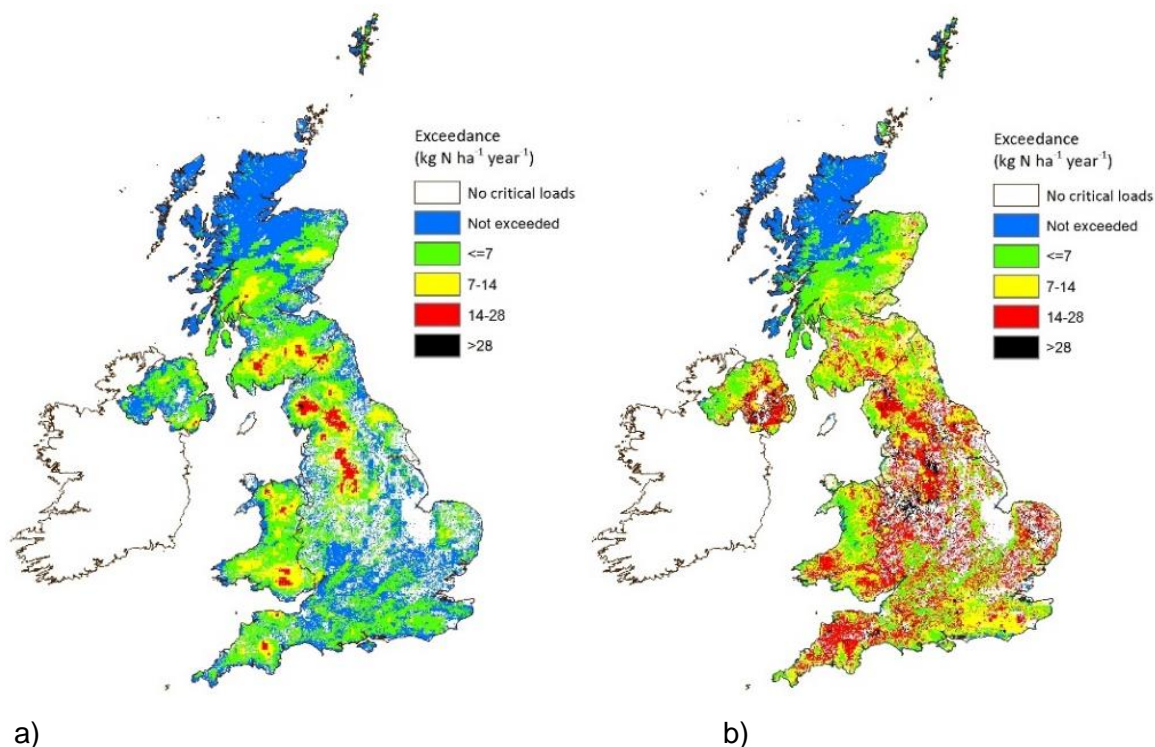 Exceedance
(kg N ha⁻¹ year⁻¹)
No critical loads
Not exceeded
<=7
7-14
14-28
>28
Exceedance
(kg N ha⁻¹ year⁻¹)
No critical loads
Not exceeded
<=7
7-14
14-28
>28
a)
b)